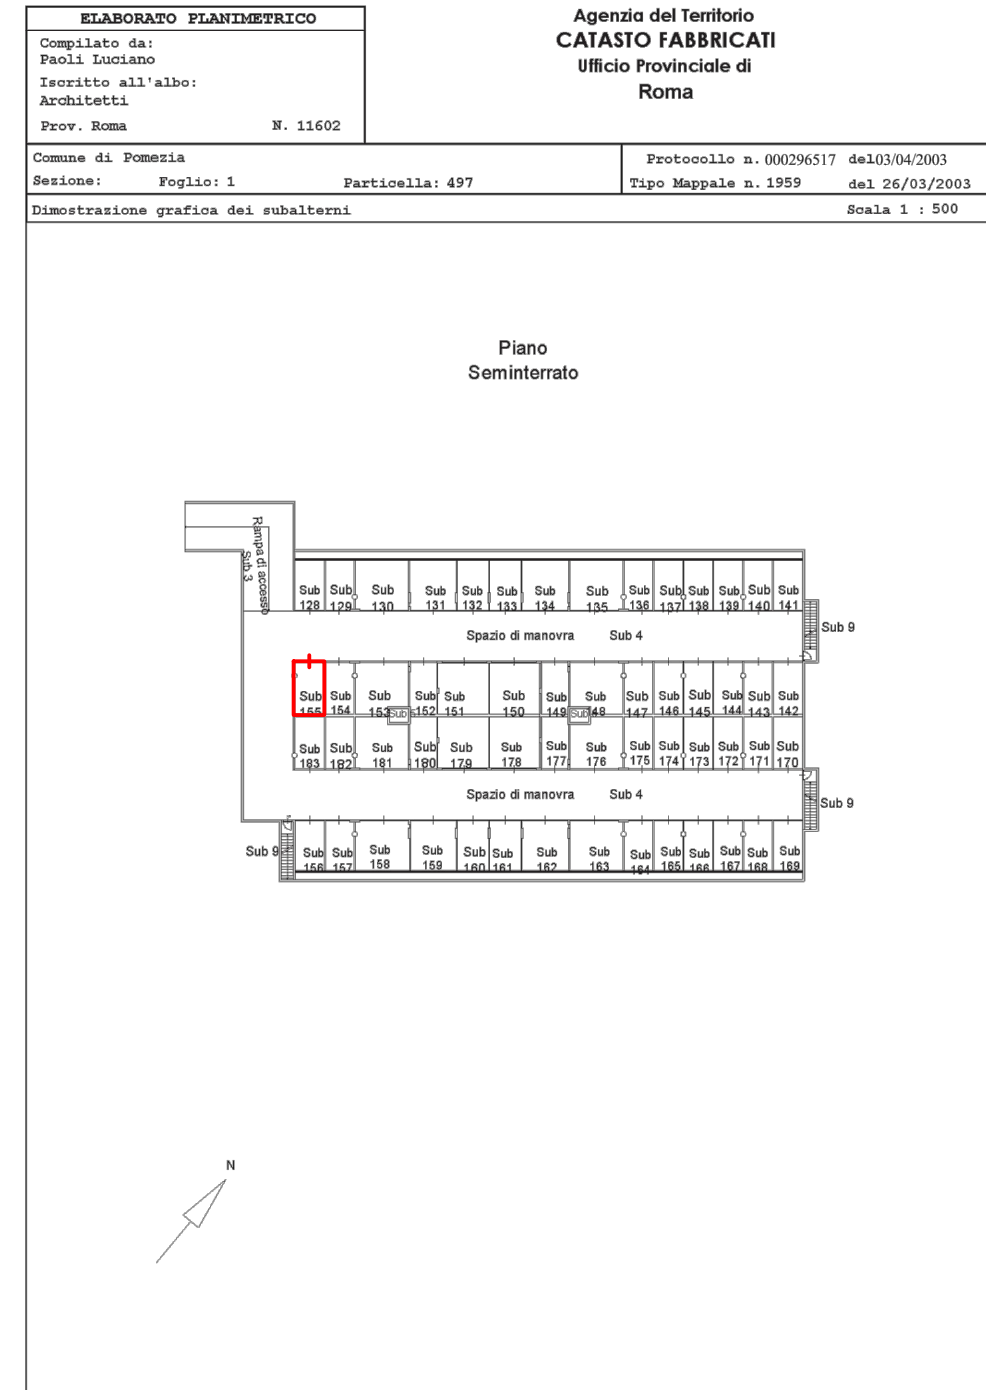 ELABORATO PLANIMETRICO
Compilato da:
Paoli Luciano
Iscritto all'albo:
Architetti
Prov. Roma N. 11602
Agenzia del Territorio
CATASTO FABBRICATI
Ufficio Provinciale di
Roma
Comune di Pomezia
Sezione: Foglio: 1 Particella: 497
Protocollo n. 000296517 del 03/04/2003
Tipo Mappale n. 1959 del 26/03/2003
Dimostrazione grafica dei subalterni Scala 1 : 500
Piano
Seminterrato
Rampa di accesso
Sub 3
Sub Sub Sub Sub Sub Sub Sub Sub Sub Sub Sub Sub Sub Sub
128 129 130 131 132 133 134 135 136 137 138 139 140 141
Spazio di manovra Sub 4
Sub 9
Sub Sub Sub Sub Sub Sub Sub Sub Sub Sub Sub Sub Sub Sub
155 154 153 152 151 150 149 148 147 146 145 144 143 142
Sub Sub
Sub Sub Sub Sub Sub Sub Sub Sub Sub Sub Sub Sub Sub Sub
183 182 181 180 179 178 177 176 175 174 173 172 171 170
Spazio di manovra Sub 4
Sub 9
Sub 9
Sub Sub Sub Sub Sub Sub Sub Sub Sub Sub Sub Sub Sub Sub
156 157 158 159 160 161 162 163 164 165 166 167 168 169
N